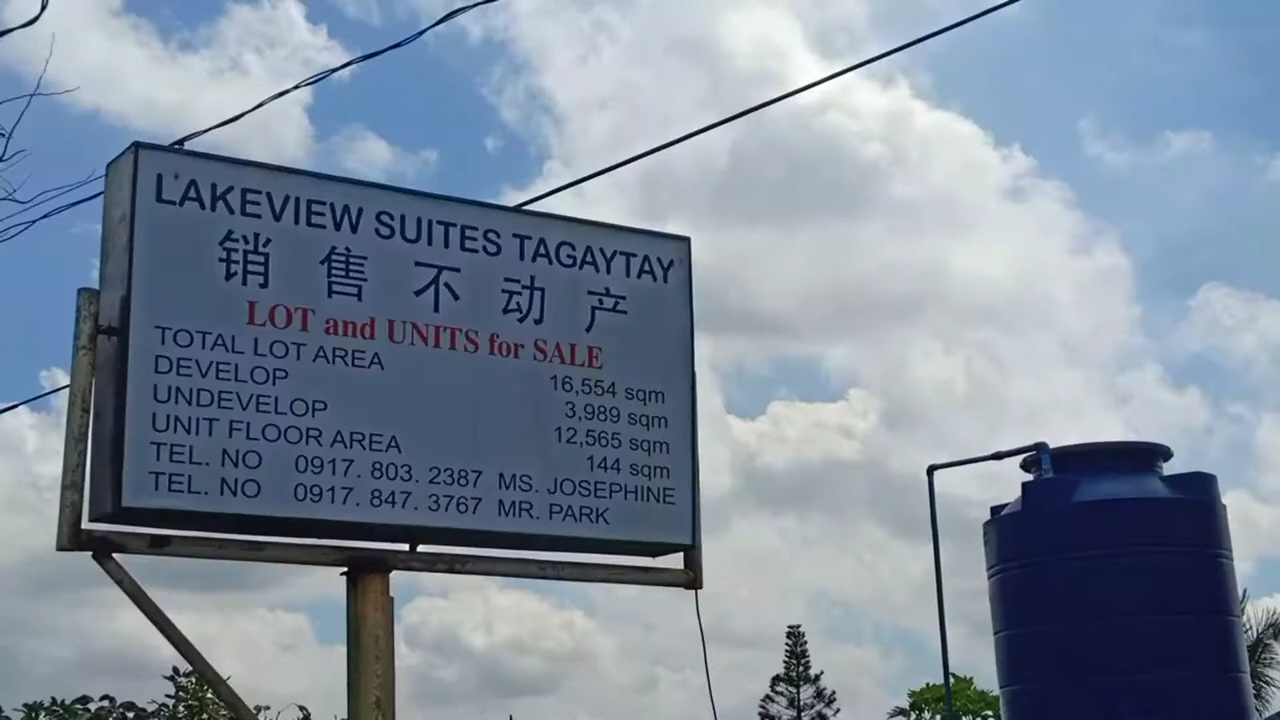 LAKEVIEW SUITES TAGAYTAY
销售不动产
LOT and UNITS for SALE
TOTAL LOT AREA 16,554 sqm
DEVELOP 3,989 sqm
UNDEVELOP 12,565 sqm
UNIT FLOOR AREA 144 sqm
TEL. NO 0917. 803. 2387 MS. JOSEPHINE
TEL. NO 0917. 847. 3767 MR. PARK